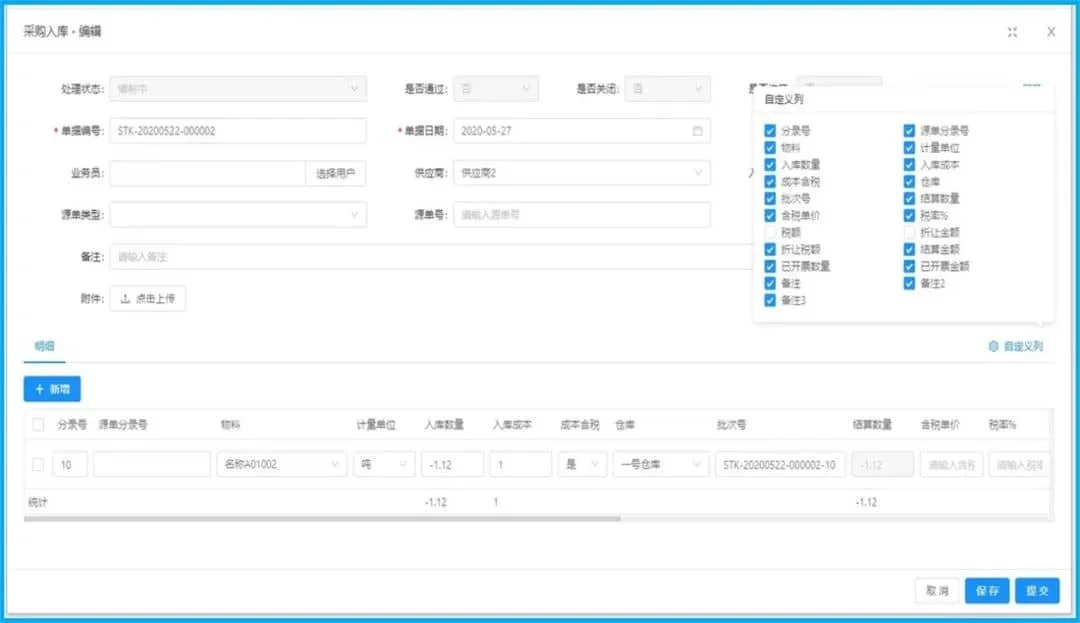 采购入库 - 编辑
X
处理状态: 编制中 是否通过: 否 是否关闭: 否
* 单据编号: STK-20200522-000002 * 单据日期: 2020-05-27
业务员: 选择用户 供应商: 供应商2
源单类型: 源单号: 请输入源单号
备注: 请输入备注
附件: 点击上传
自定义列
分录号 源单分录号
物料 计量单位
入库数量 入库成本
成本含税 仓库
批次号 结算数量
含税单价 税率%
税额 折让金额
折让税额 结算金额
已开票数量 已开票金额
备注 备注2
备注3
明细 自定义列
+ 新增
分录号 源单分录号 物料 计量单位 入库数量 入库成本 成本含税 仓库 批次号 结算数量 含税单价 税率%
10 名称A01002 吨 -1.12 1 是 一号仓库 STK-20200522-000002-10 -1.12 请输入含税 请输入税率
统计 -1.12 1 -1.12
取消 保存 提交